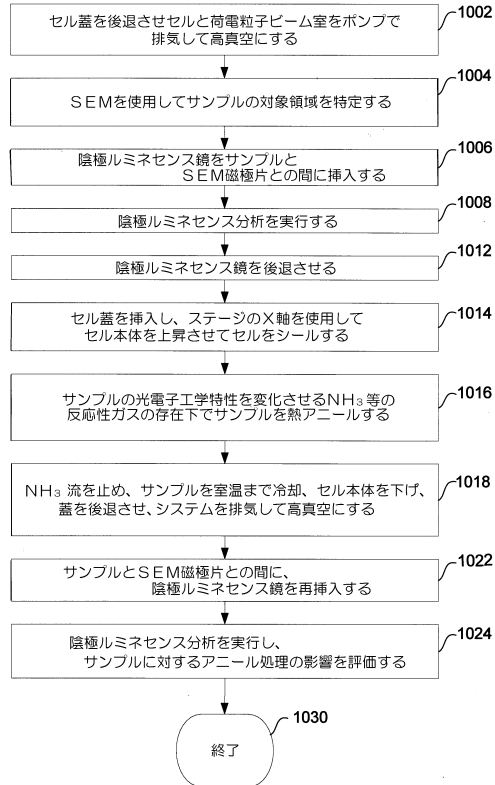 セル蓋を後退させセルと荷電粒子ビーム室をポンプで
排気して高真空にする
1002
SEMを使用してサンプルの対象領域を特定する
1004
陰極ルミネセンス鏡をサンプルと
SEM磁極片との間に挿入する
1006
陰極ルミネセンス分析を実行する
1008
陰極ルミネセンス鏡を後退させる
1012
セル蓋を挿入し、ステージのX軸を使用して
セル本体を上昇させてセルをシールする
1014
サンプルの光電子工学特性を変化させるNH₃等の
反応性ガスの存在下でサンプルを熱アニールする
1016
NH₃流を止め、サンプルを室温まで冷却、セル本体を下げ、
蓋を後退させ、システムを排気して高真空にする
1018
サンプルとSEM磁極片との間に、
陰極ルミネセンス鏡を再挿入する
1022
陰極ルミネセンス分析を実行し、
サンプルに対するアニール処理の影響を評価する
1024
1030
終了